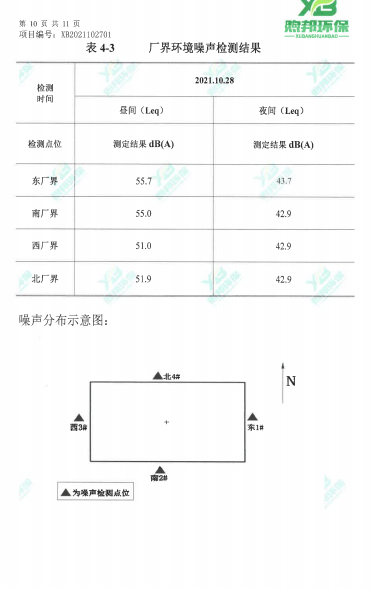 第 10 页 共 11 页
项目编号: XB2021102701
XB
煦邦环保
XUBANGHUANBAO
表 4-3 厂界环境噪声检测结果
检测时间 2021.10.28
昼间（Leq） 夜间（Leq）
检测点位 测定结果 dB(A) 测定结果 dB(A)
东厂界 55.7 43.7
南厂界 55.0 42.9
西厂界 51.0 42.9
北厂界 51.9 42.9
噪声分布示意图：
▲北4#
N
西3#
东1#
南2#
▲为噪声检测点位